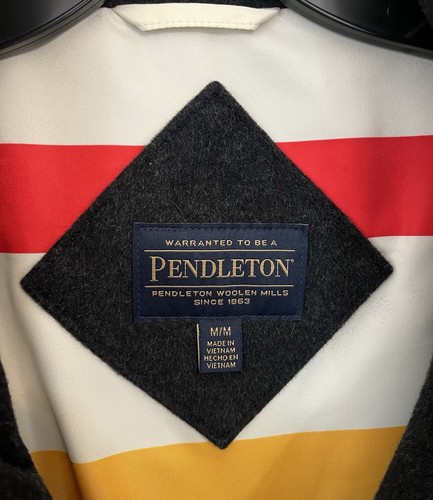 WARRANTED TO BE A
PENDLETON®
PENDLETON WOOLEN MILLS
SINCE 1863
M/M
MADE IN
VIETNAM
HECHO EN
VIETNAM